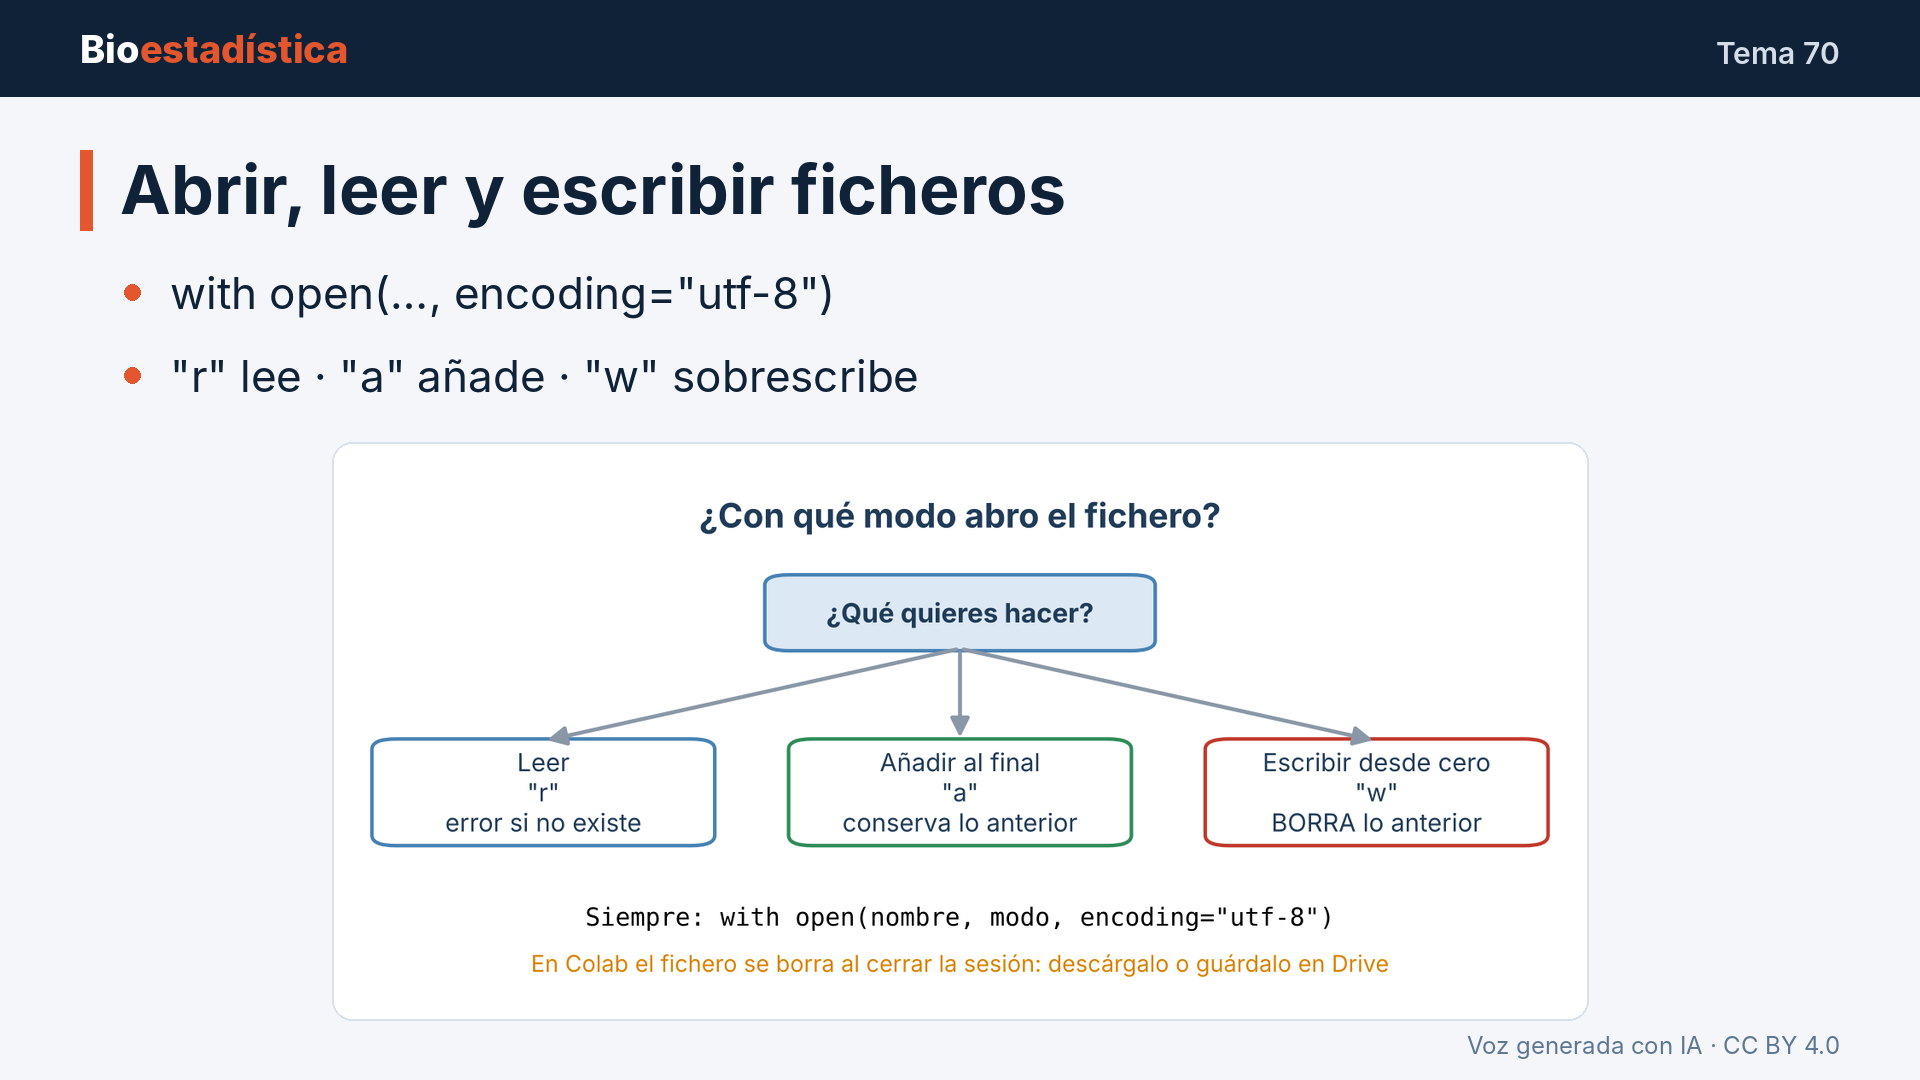 Bioestadística
Tema 70
Abrir, leer y escribir ficheros
with open(..., encoding="utf-8")
"r" lee · "a" añade · "w" sobrescribe
¿Con qué modo abro el fichero?
¿Qué quieres hacer?
Leer
"r"
error si no existe
Añadir al final
"a"
conserva lo anterior
Escribir desde cero
"w"
BORRA lo anterior
Siempre: with open(nombre, modo, encoding="utf-8")
En Colab el fichero se borra al cerrar la sesión: descárgalo o guárdalo en Drive
Voz generada con IA · CC BY 4.0